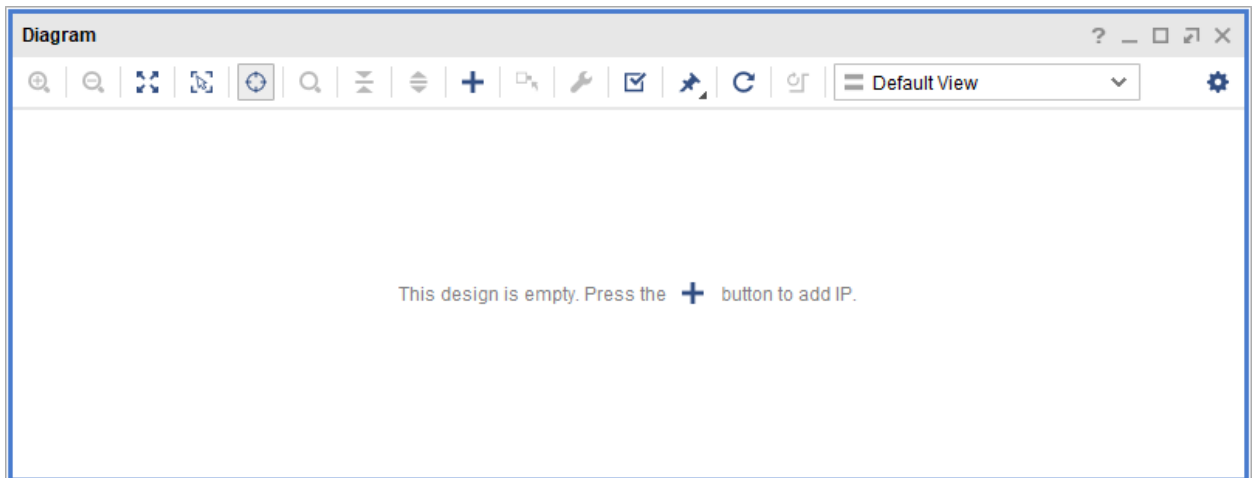 Diagram
Default View
This design is empty. Press the + button to add IP.